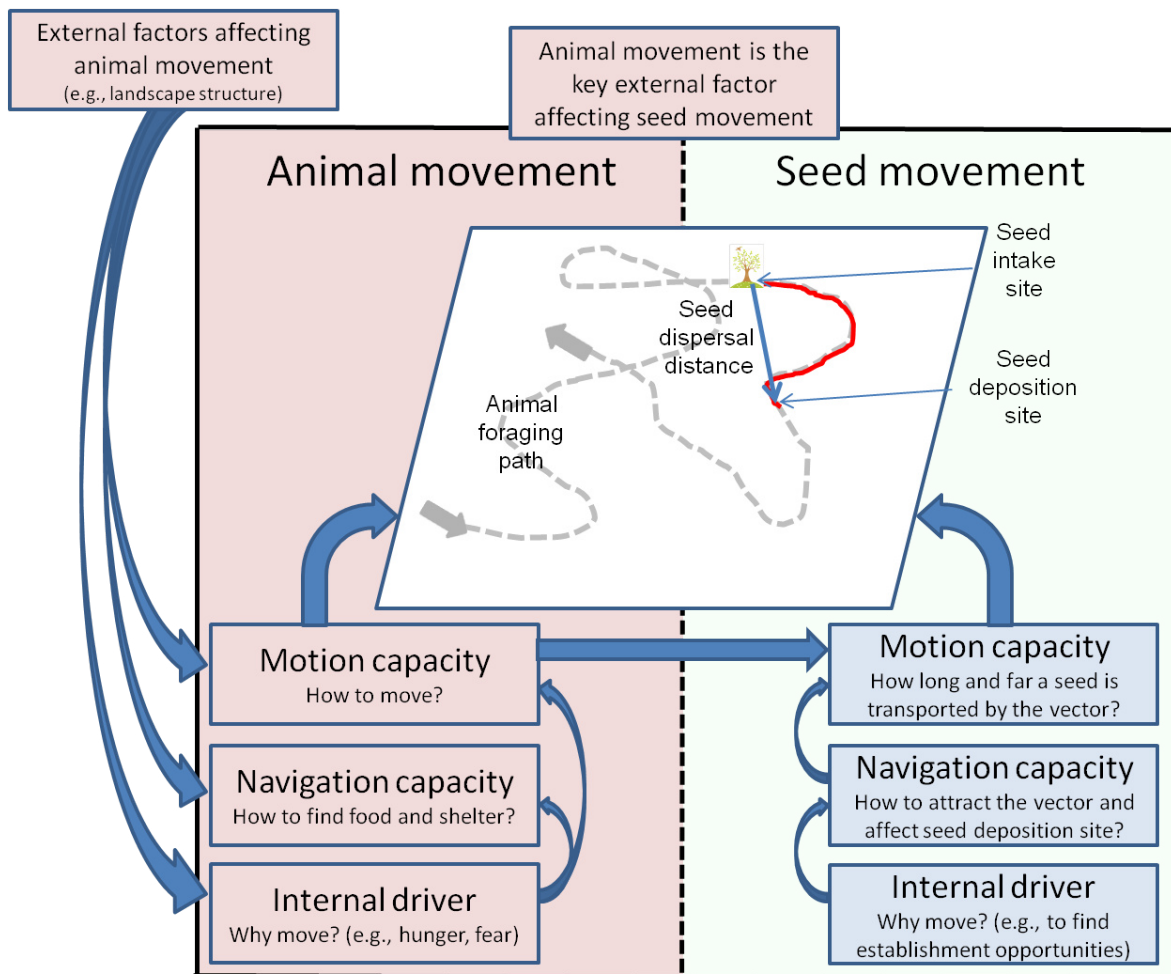 External factors affecting
animal movement
(e.g., landscape structure)
Animal movement is the
key external factor
affecting seed movement
Animal movement
Seed movement
Seed
intake
site
Seed
dispersal
distance
Seed
deposition
site
Animal
foraging
path
Motion capacity
How to move?
Motion capacity
How long and far a seed is
transported by the vector?
Navigation capacity
How to find food and shelter?
Navigation capacity
How to attract the vector and
affect seed deposition site?
Internal driver
Why move? (e.g., hunger, fear)
Internal driver
Why move? (e.g., to find
establishment opportunities)